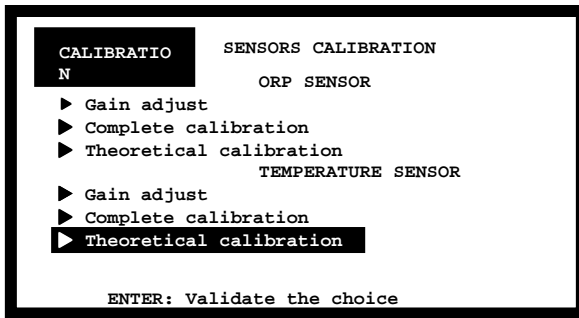 CALIBRATIO
N
SENSORS CALIBRATION
ORP SENSOR
Gain adjust
Complete calibration
Theoretical calibration
TEMPERATURE SENSOR
Gain adjust
Complete calibration
Theoretical calibration
ENTER: Validate the choice